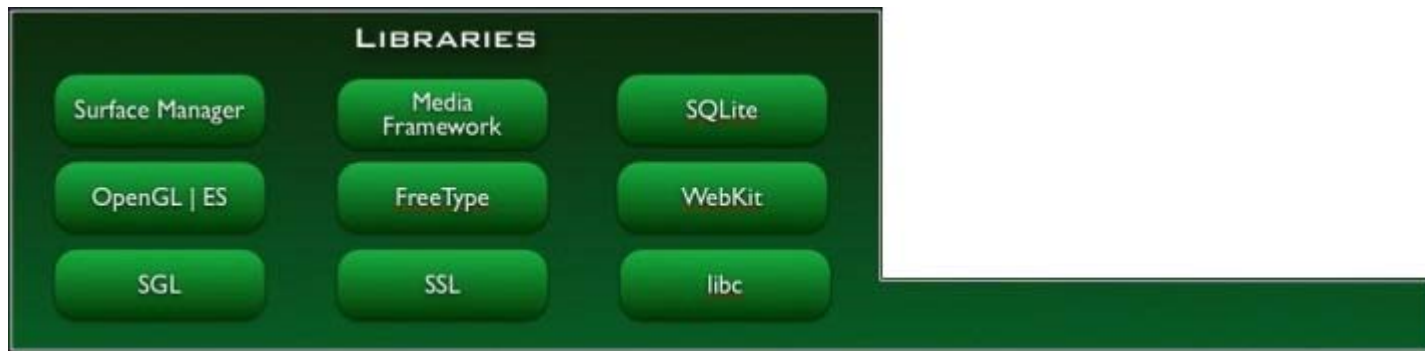 LIBRARIES
Surface Manager
Media
Framework
SQLite
OpenGL | ES
FreeType
WebKit
SGL
SSL
libc